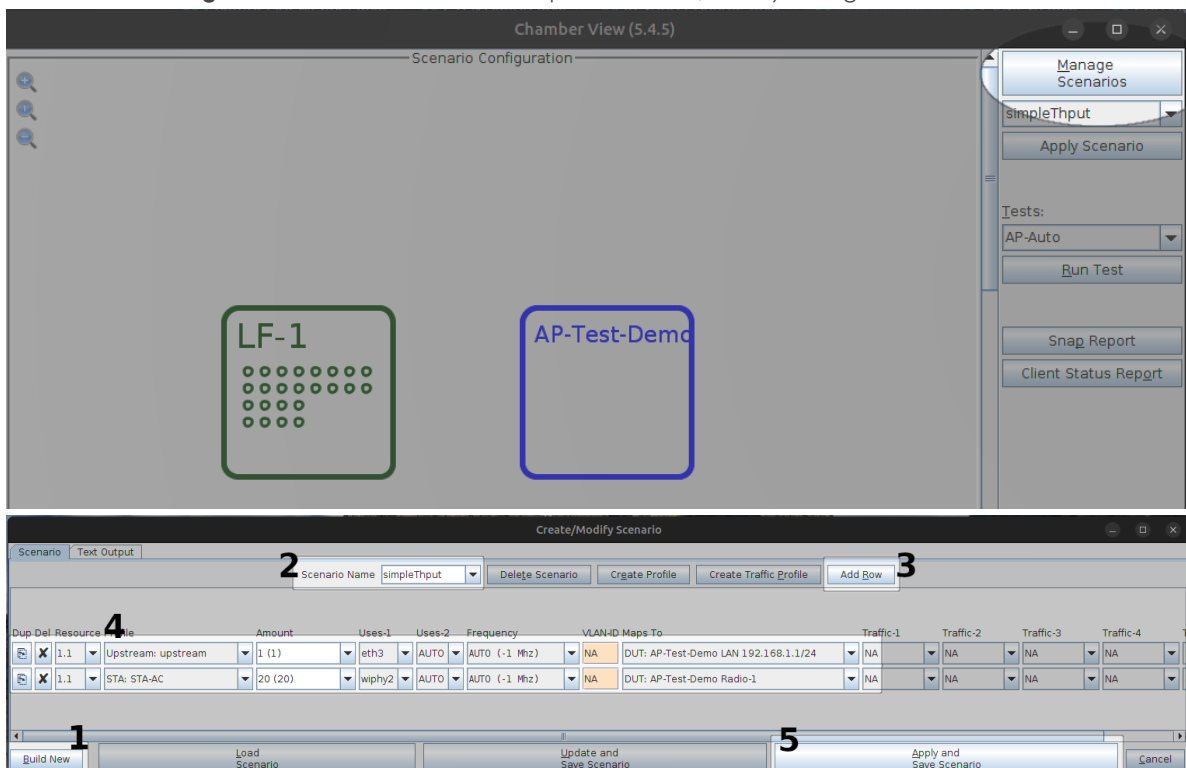 Chamber View (5.4.5)
Scenario Configuration
Manage
Scenarios
simpleThput
Apply Scenario
Tests:
AP-Auto
Run Test
LF-1
AP-Test-Demo
Snap Report
Client Status Report
Create/Modify Scenario
Scenario Text Output
2 Scenario Name simpleThput Delete Scenario Create Profile Create Traffic Profile Add Row 3
4
Dup Del Resource Amount Uses-1 Uses-2 Frequency VLAN-ID Maps To Traffic-1 Traffic-2 Traffic-3 Traffic-4
1.1 Upstream: upstream 1 (1) eth3 AUTO AUTO (-1 Mhz) NA DUT: AP-Test-Demo LAN 192.168.1.1/24 NA NA NA NA
1.1 STA: STA-AC 20 (20) wiphy2 AUTO AUTO (-1 Mhz) NA DUT: AP-Test-Demo Radio-1 NA NA NA NA
1 5
Build New Load Scenario Update and Save Scenario Apply and Save Scenario Cancel